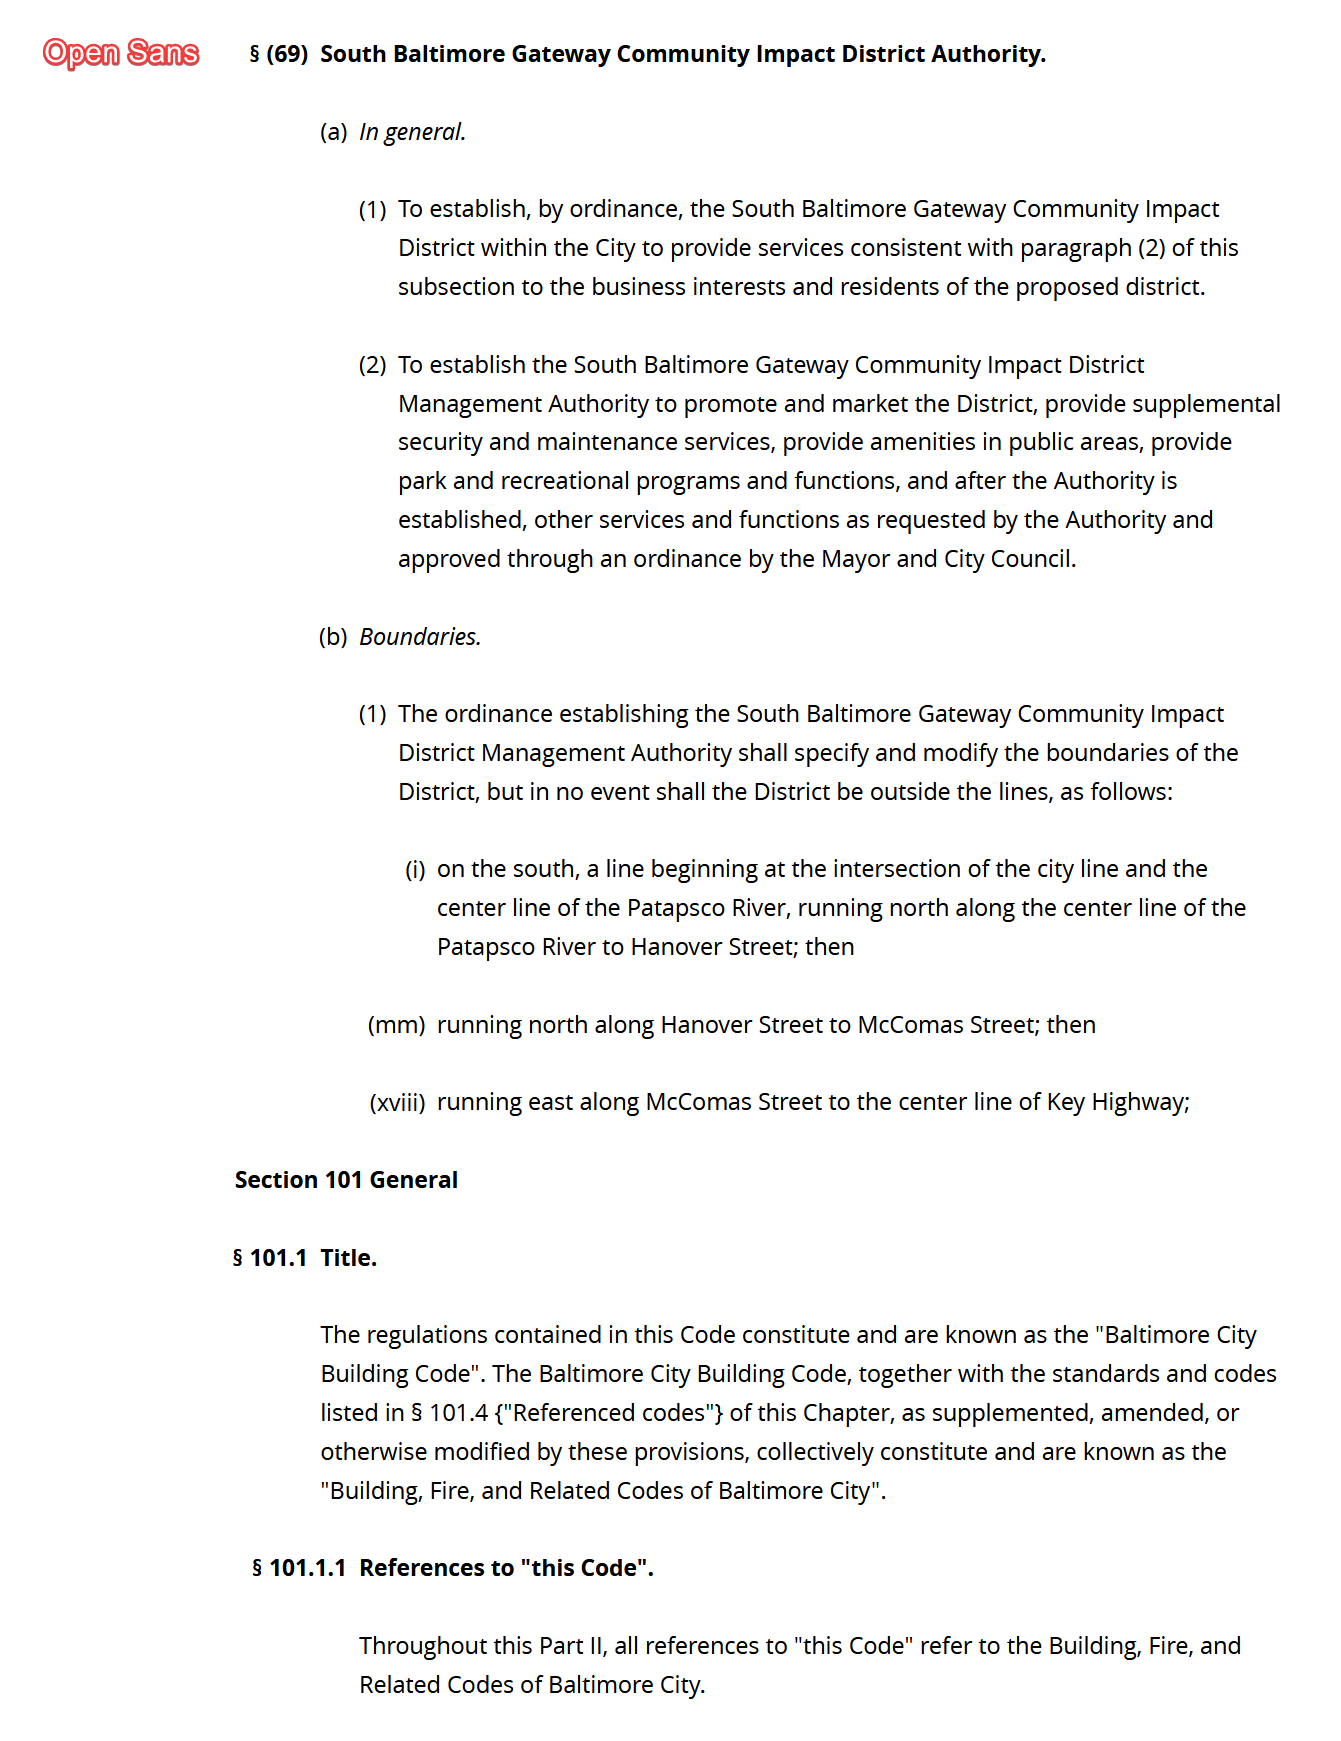 Open Sans
§ (69) South Baltimore Gateway Community Impact District Authority.
(a) In general.
(1) To establish, by ordinance, the South Baltimore Gateway Community Impact
District within the City to provide services consistent with paragraph (2) of this
subsection to the business interests and residents of the proposed district.
(2) To establish the South Baltimore Gateway Community Impact District
Management Authority to promote and market the District, provide supplemental
security and maintenance services, provide amenities in public areas, provide
park and recreational programs and functions, and after the Authority is
established, other services and functions as requested by the Authority and
approved through an ordinance by the Mayor and City Council.
(b) Boundaries.
(1) The ordinance establishing the South Baltimore Gateway Community Impact
District Management Authority shall specify and modify the boundaries of the
District, but in no event shall the District be outside the lines, as follows:
(i) on the south, a line beginning at the intersection of the city line and the
center line of the Patapsco River, running north along the center line of the
Patapsco River to Hanover Street; then
(mm) running north along Hanover Street to McComas Street; then
(xviii) running east along McComas Street to the center line of Key Highway;
Section 101 General
§ 101.1 Title.
The regulations contained in this Code constitute and are known as the "Baltimore City
Building Code". The Baltimore City Building Code, together with the standards and codes
listed in § 101.4 {"Referenced codes"} of this Chapter, as supplemented, amended, or
otherwise modified by these provisions, collectively constitute and are known as the
"Building, Fire, and Related Codes of Baltimore City".
§ 101.1.1 References to "this Code".
Throughout this Part II, all references to "this Code" refer to the Building, Fire, and
Related Codes of Baltimore City.